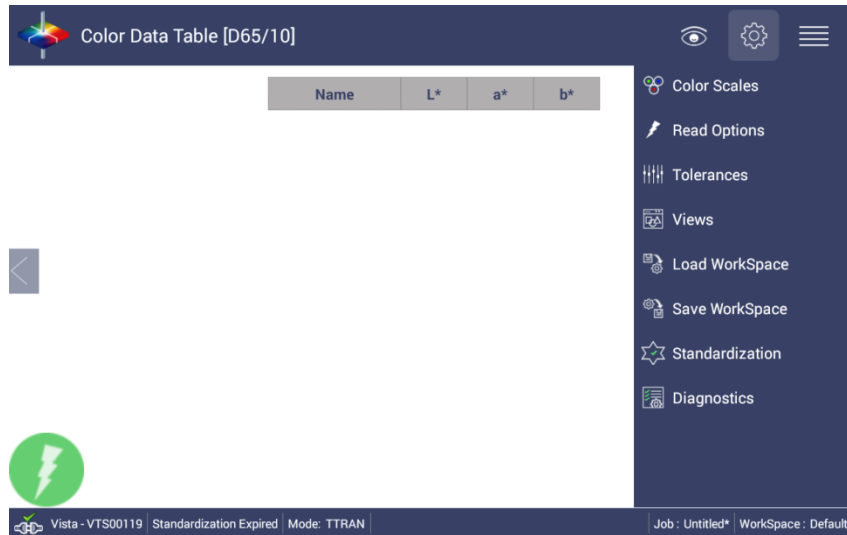 Color Data Table [D65/10]
Name L* a* b*
Color Scales
Read Options
Tolerances
Views
Load WorkSpace
Save WorkSpace
Standardization
Diagnostics
Vista - VTS00119 Standardization Expired Mode: TTRAN Job : Untitled* WorkSpace : Default